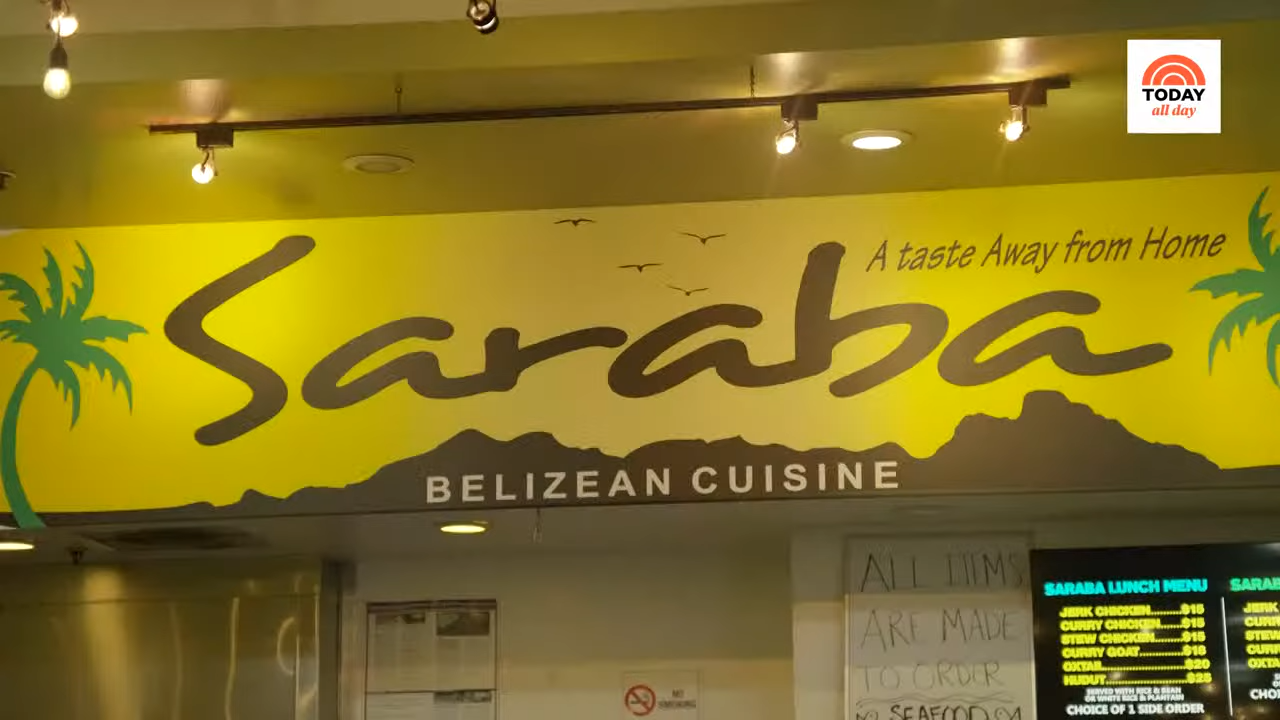 TODAY
all day
A taste Away from Home
Saraba
BELIZEAN CUISINE
ALL ITEMS
ARE MADE
TO ORDER
SEAFOOD
NO
SMOKING
SARABA LUNCH MENU
JERK CHICKEN.........$15
CURRY CHICKEN.....$15
STEW CHICKEN.......$15
CURRY GOAT............$18
OXTAIL......................$20
HUDUT......................$25
SERVED WITH RICE & BEAN
OR WHITE RICE & PLANTAIN
CHOICE OF 1 SIDE ORDER
SARABA
JERK
CURR
STEW
CURR
OXTA
CHO